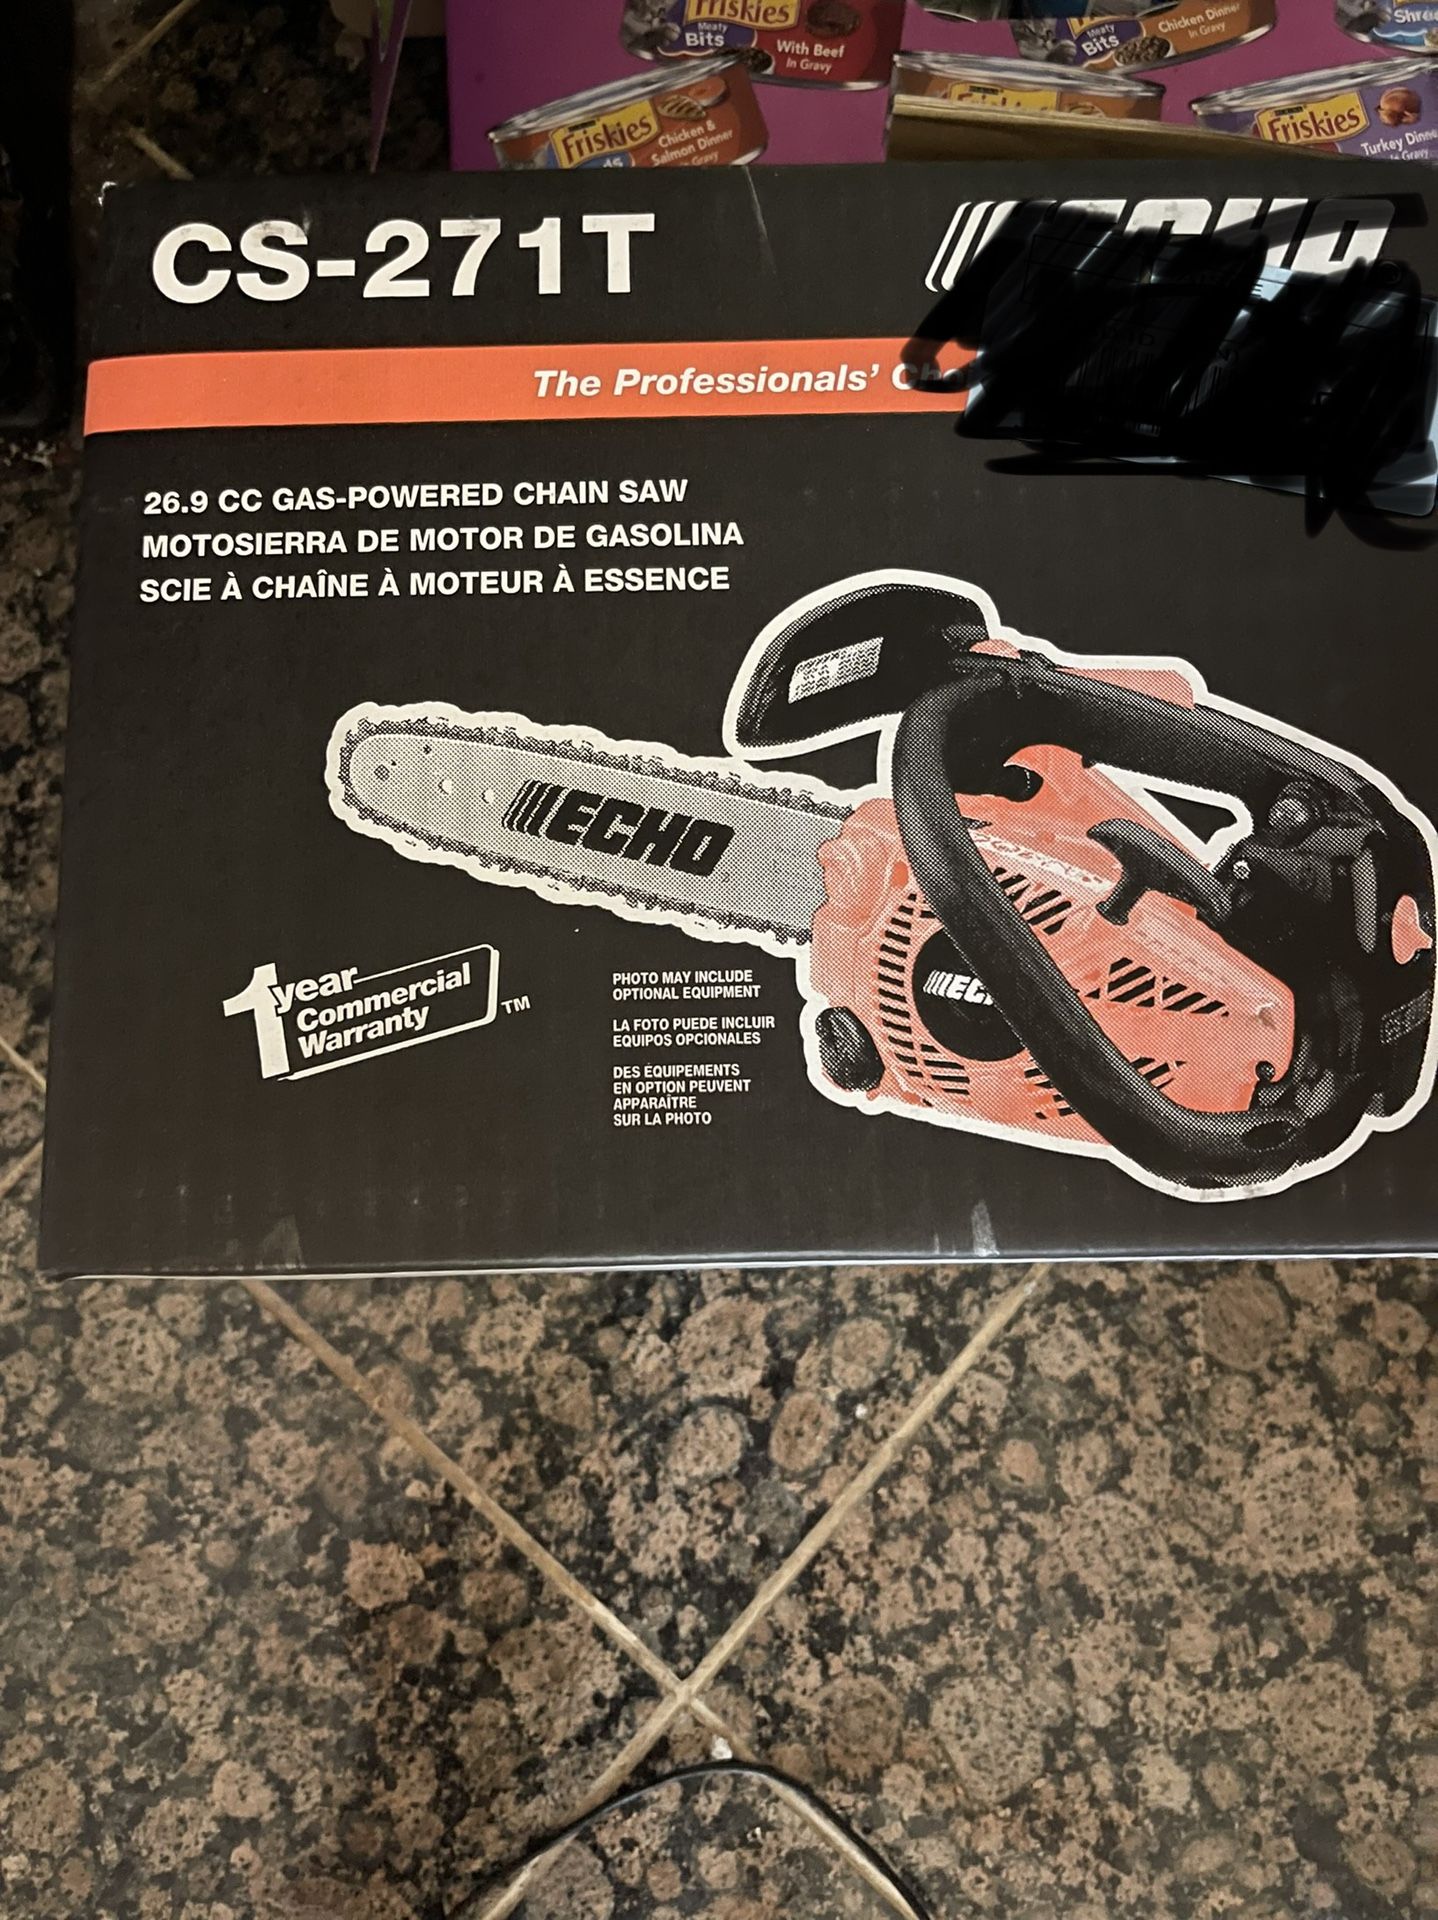 Friskies
Meaty
Bits
With Beef
In Gravy
Meaty
Bits
Chicken Dinner
In Gravy
Friskies
Chicken &
Salmon Dinner
Gravy
Friskies
Friskies
Turkey
CS-271T
ECHO
The Professionals'
26.9 CC GAS-POWERED CHAIN SAW
MOTOSIERRA DE MOTOR DE GASOLINA
SCIE À CHAÎNE À MOTEUR À ESSENCE
ECHO
1 year
Commercial
Warranty TM
PHOTO MAY INCLUDE
OPTIONAL EQUIPMENT
LA FOTO PUEDE INCLUIR
EQUIPOS OPCIONALES
DES ÉQUIPEMENTS
EN OPTION PEUVENT
APPARAÎTRE
SUR LA PHOTO